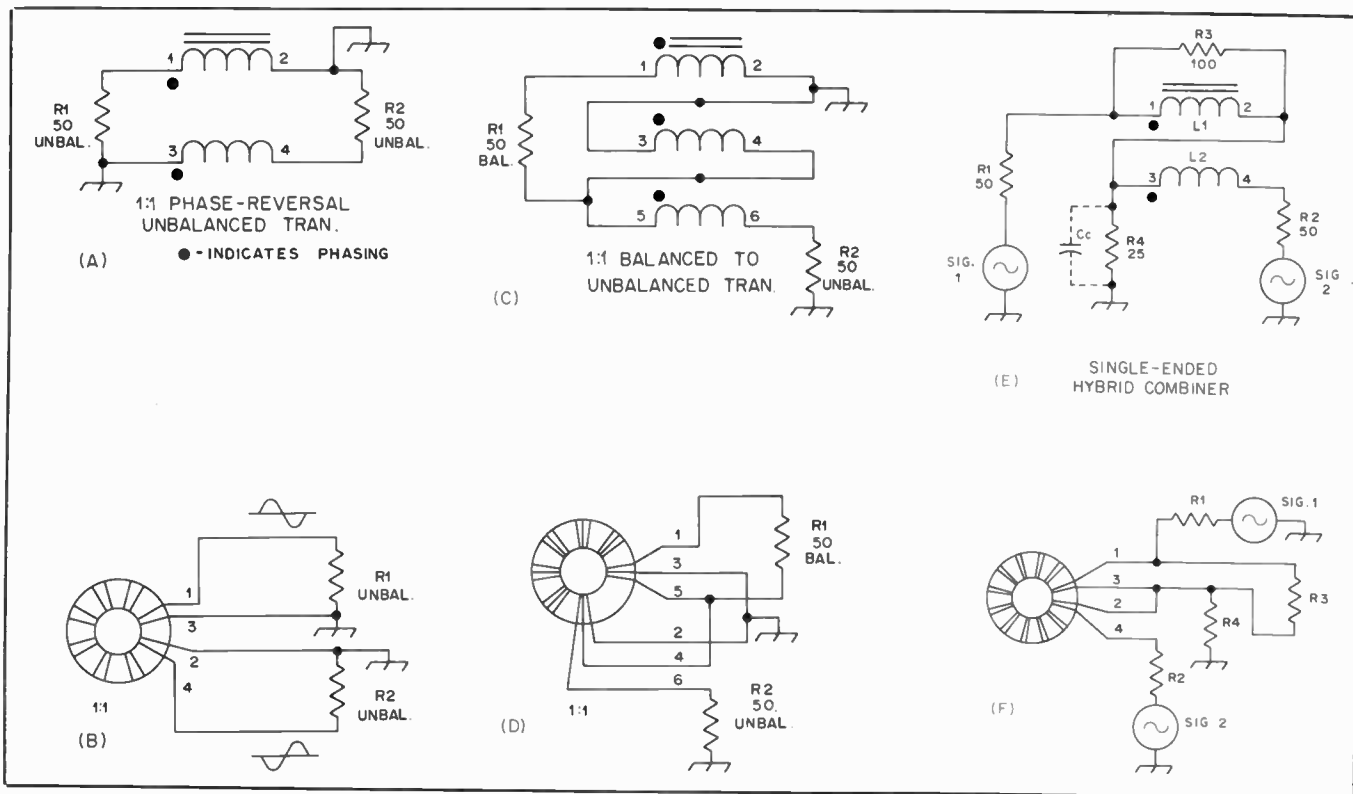 1
2
R1
50
UNBAL.
R2
50
UNBAL.
3
4
1:1 PHASE-REVERSAL
UNBALANCED TRAN.
(A)
●-INDICATES PHASING
1
2
R1
50
BAL.
3
4
5
6
R2
50
UNBAL.
1:1 BALANCED TO
UNBALANCED TRAN.
(C)
R3
100
1
2
L1
R1
50
L2
3
4
R2
50
Cc
R4
25
SIG.
1
SIG
2
(E)
SINGLE-ENDED
HYBRID COMBINER
1
3
2
4
R1
UNBAL.
R2
UNBAL.
1:1
(B)
1
3
5
2
4
6
R1
50
BAL.
R2
50.
UNBAL.
1:1
(D)
R1
SIG. 1
1
3
2
4
R3
R4
R2
SIG 2
(F)